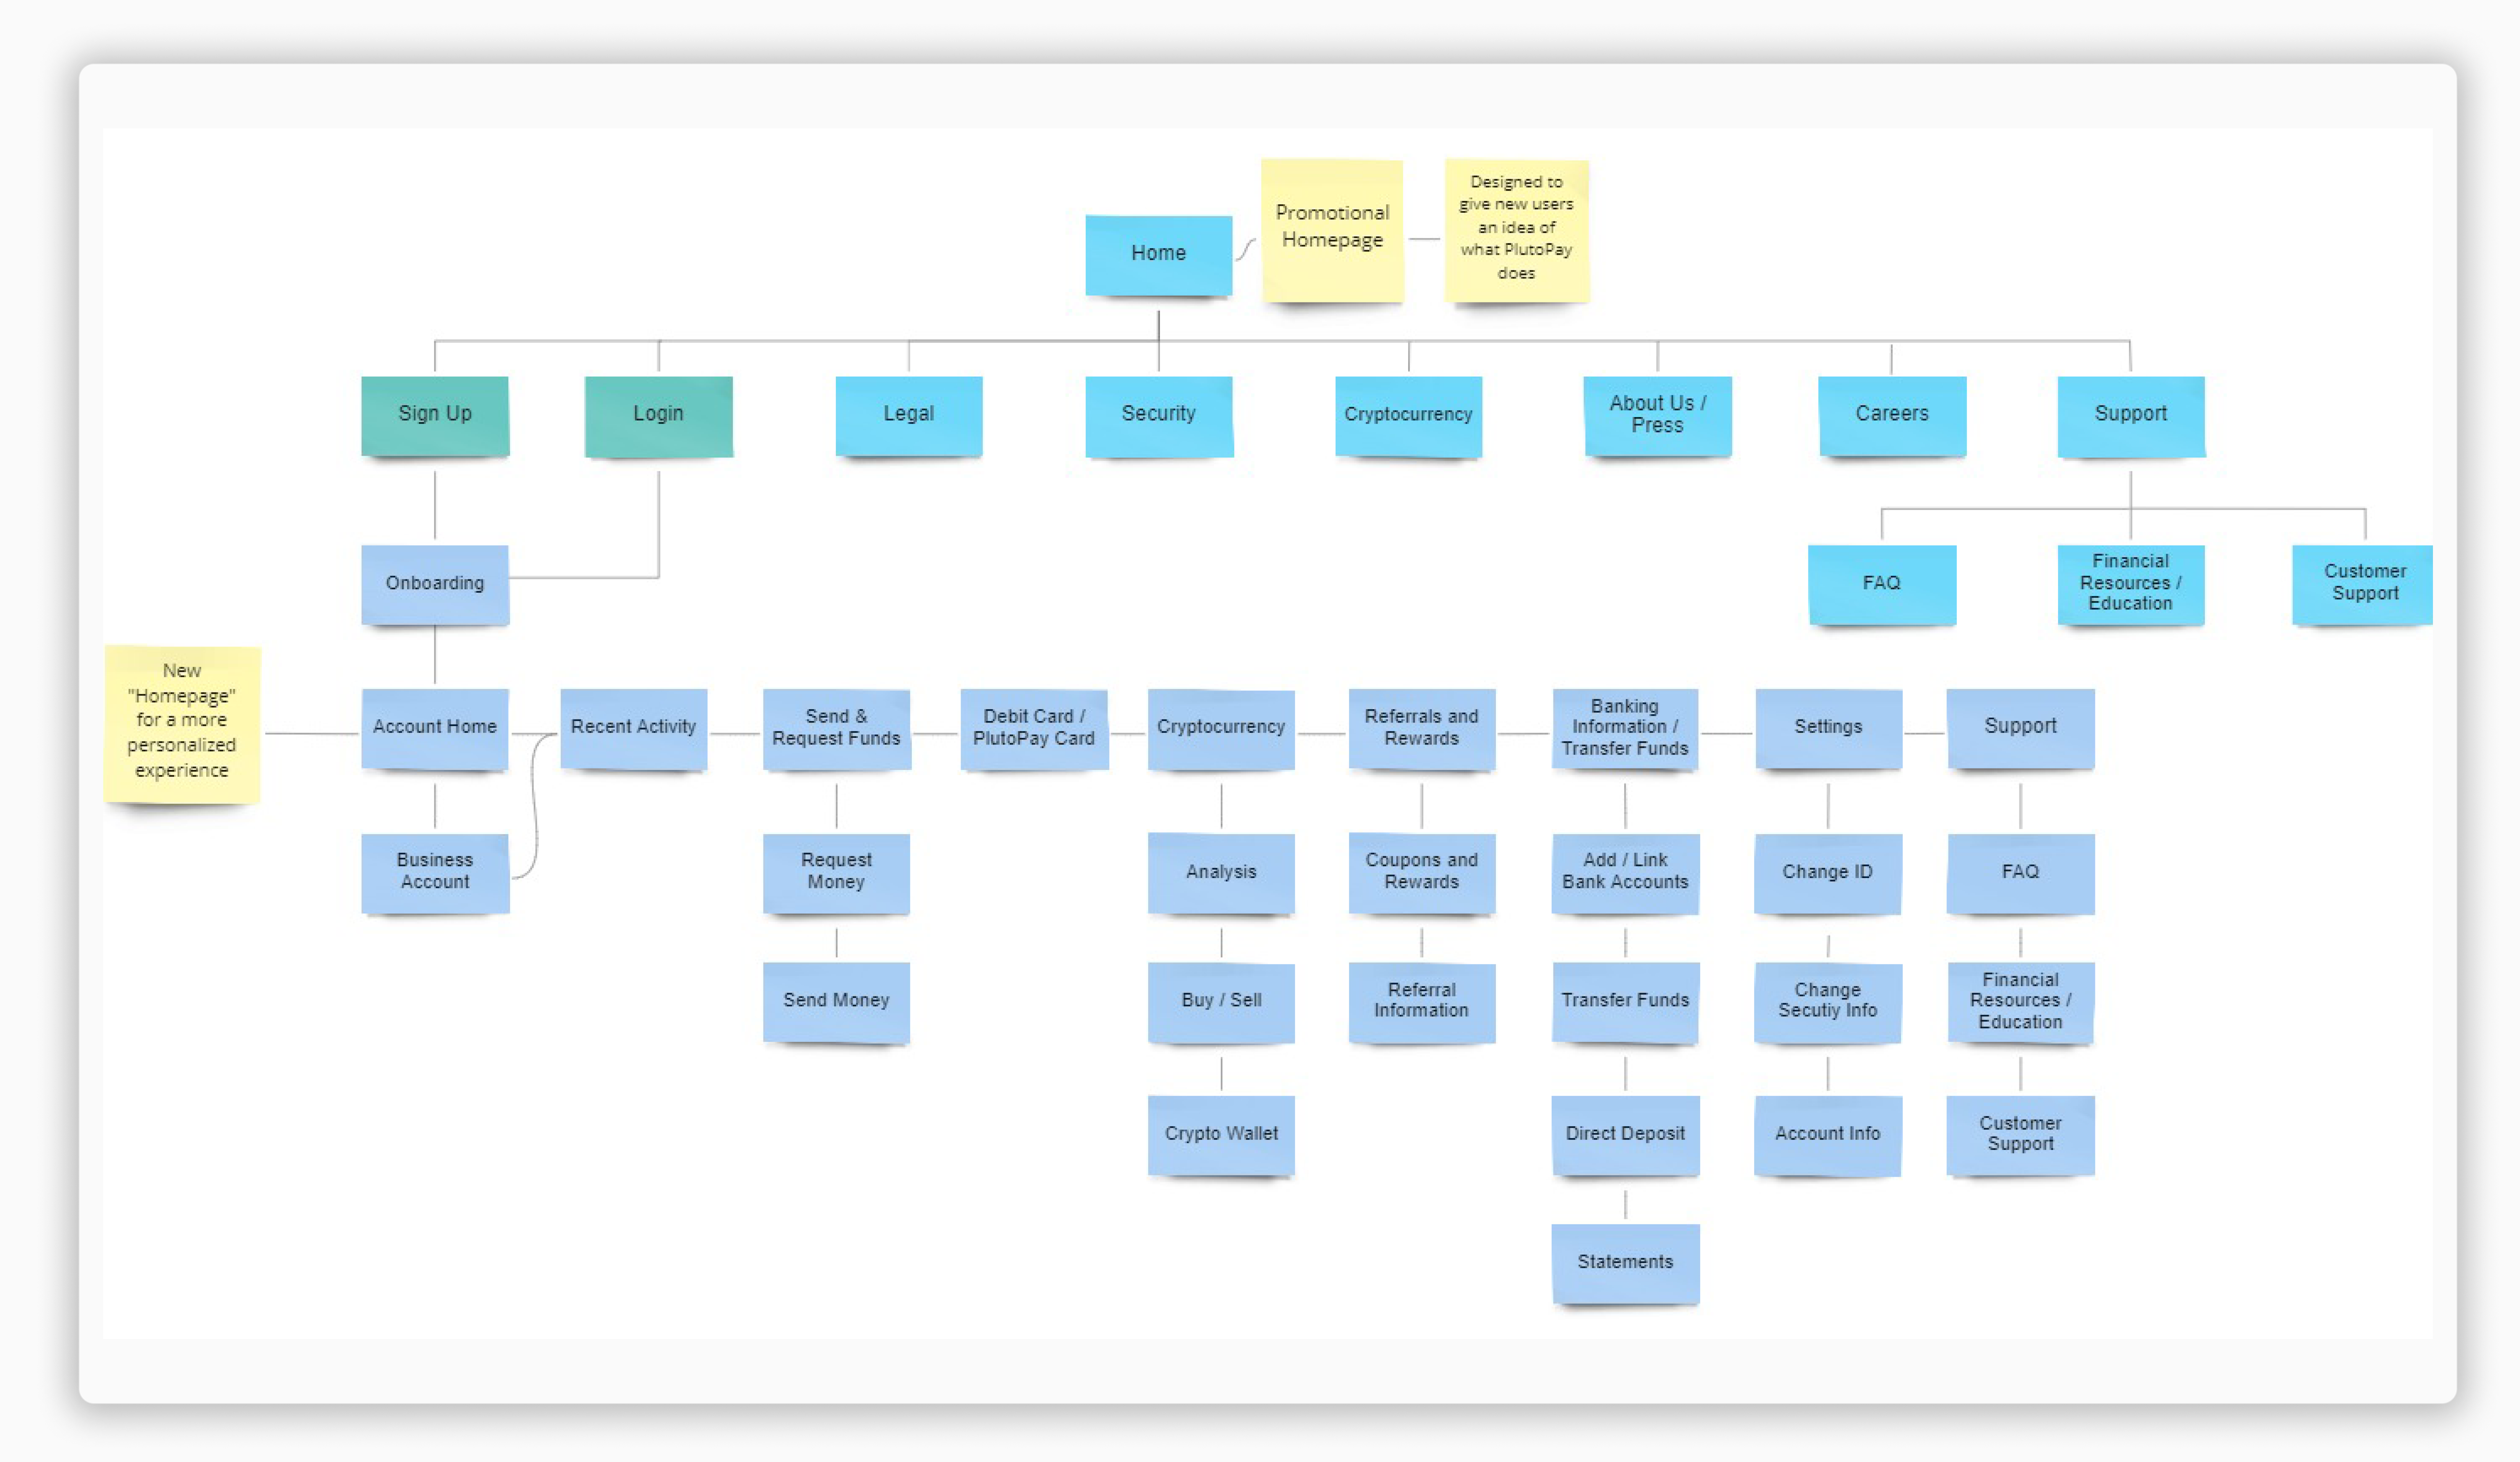 Home
Promotional
Homepage
Designed to
give new users
an idea of
what PlutoPay
does
Sign Up
Login
Legal
Security
Cryptocurrency
About Us /
Press
Careers
Support
Onboarding
FAQ
Financial
Resources /
Education
Customer
Support
New
"Homepage"
for a more
personalized
experience
Account Home
Recent Activity
Send &
Request Funds
Debit Card /
PlutoPay Card
Cryptocurrency
Referrals and
Rewards
Banking
Information /
Transfer Funds
Settings
Support
Business
Account
Request
Money
Analysis
Coupons and
Rewards
Add / Link
Bank Accounts
Change ID
FAQ
Send Money
Buy / Sell
Referral
Information
Transfer Funds
Change
Secutiy Info
Financial
Resources /
Education
Crypto Wallet
Direct Deposit
Account Info
Customer
Support
Statements